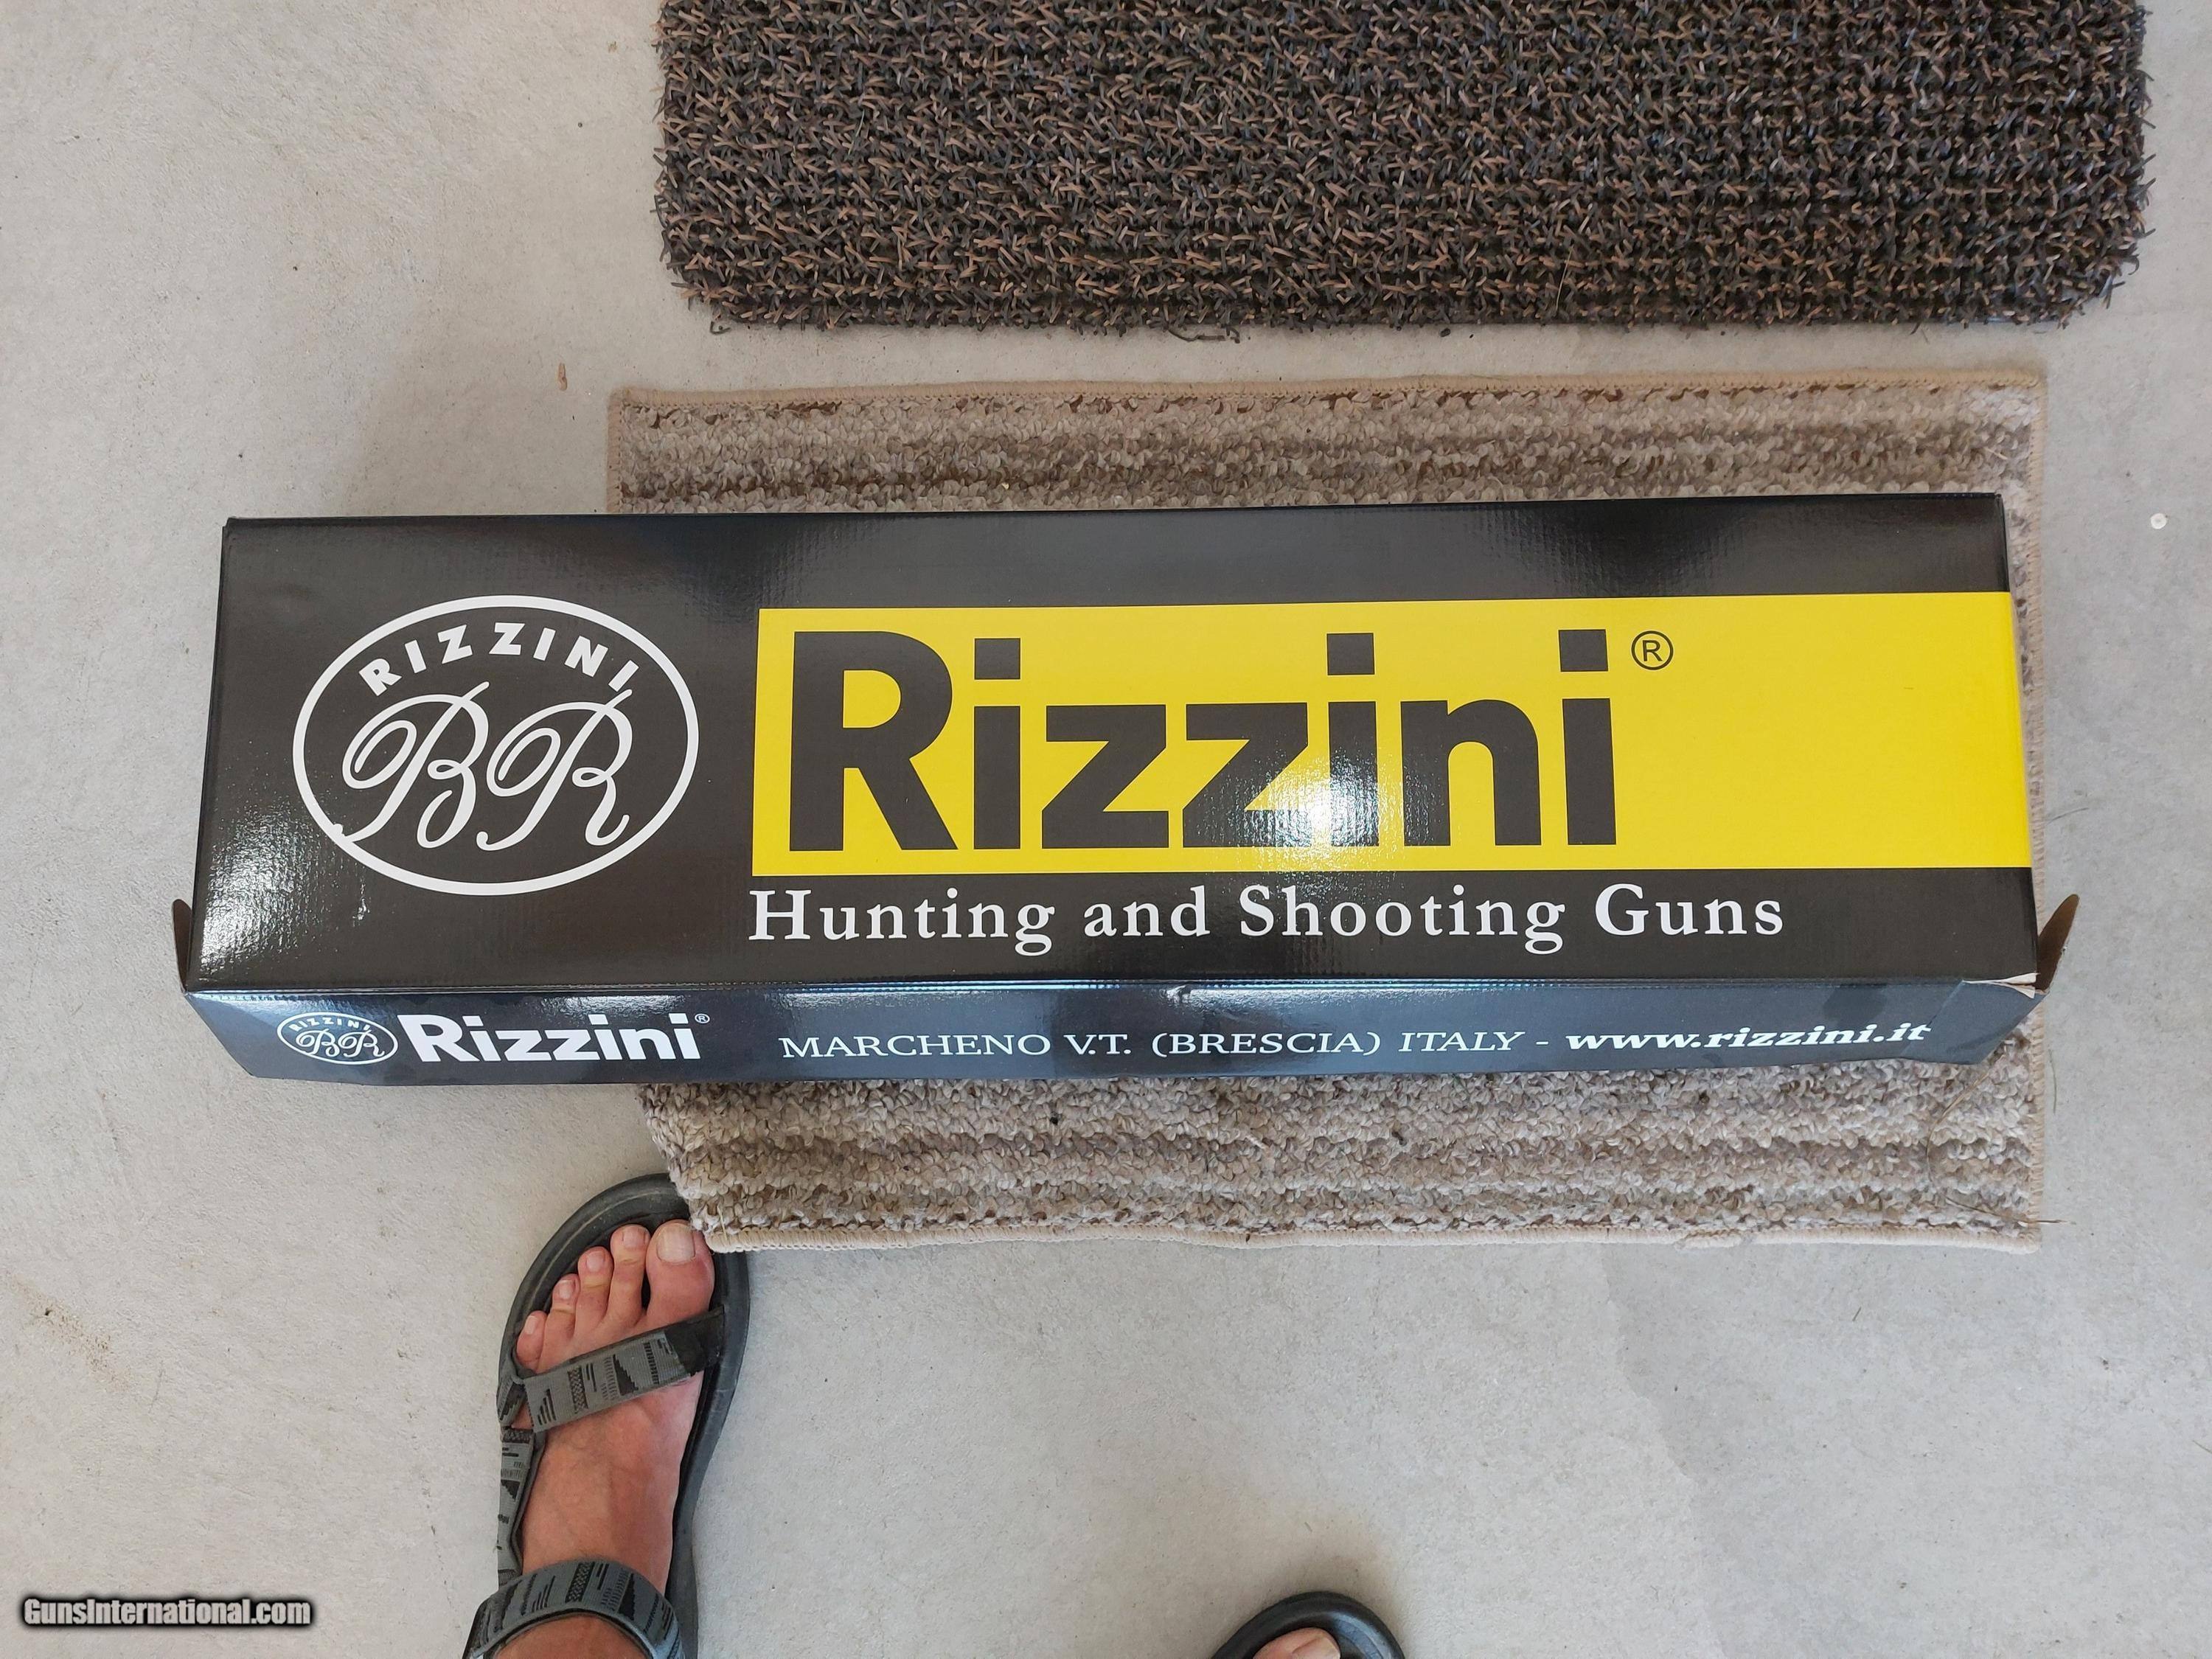 RIZZINI
BR
Rizzini®
Hunting and Shooting Guns
RIZZINI
BR
Rizzini®
MARCHENO V.T. (BRESCIA) ITALY - www.rizzini.it
GunsInternational.com